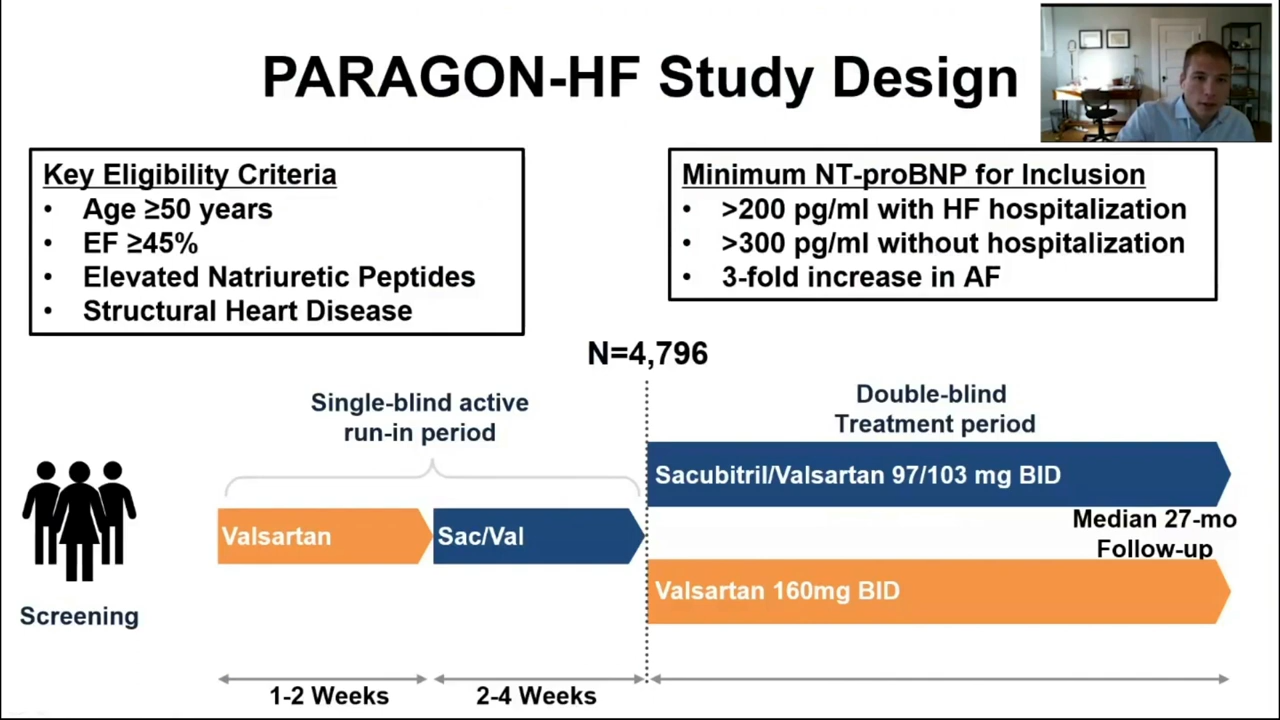 PARAGON-HF Study Design
Key Eligibility Criteria
• Age ≥50 years
• EF ≥45%
• Elevated Natriuretic Peptides
• Structural Heart Disease
Minimum NT-proBNP for Inclusion
• >200 pg/ml with HF hospitalization
• >300 pg/ml without hospitalization
• 3-fold increase in AF
N=4,796
Single-blind active
run-in period
Double-blind
Treatment period
Screening
Valsartan
Sac/Val
Sacubitril/Valsartan 97/103 mg BID
Median 27-mo
Follow-up
Valsartan 160mg BID
1-2 Weeks
2-4 Weeks